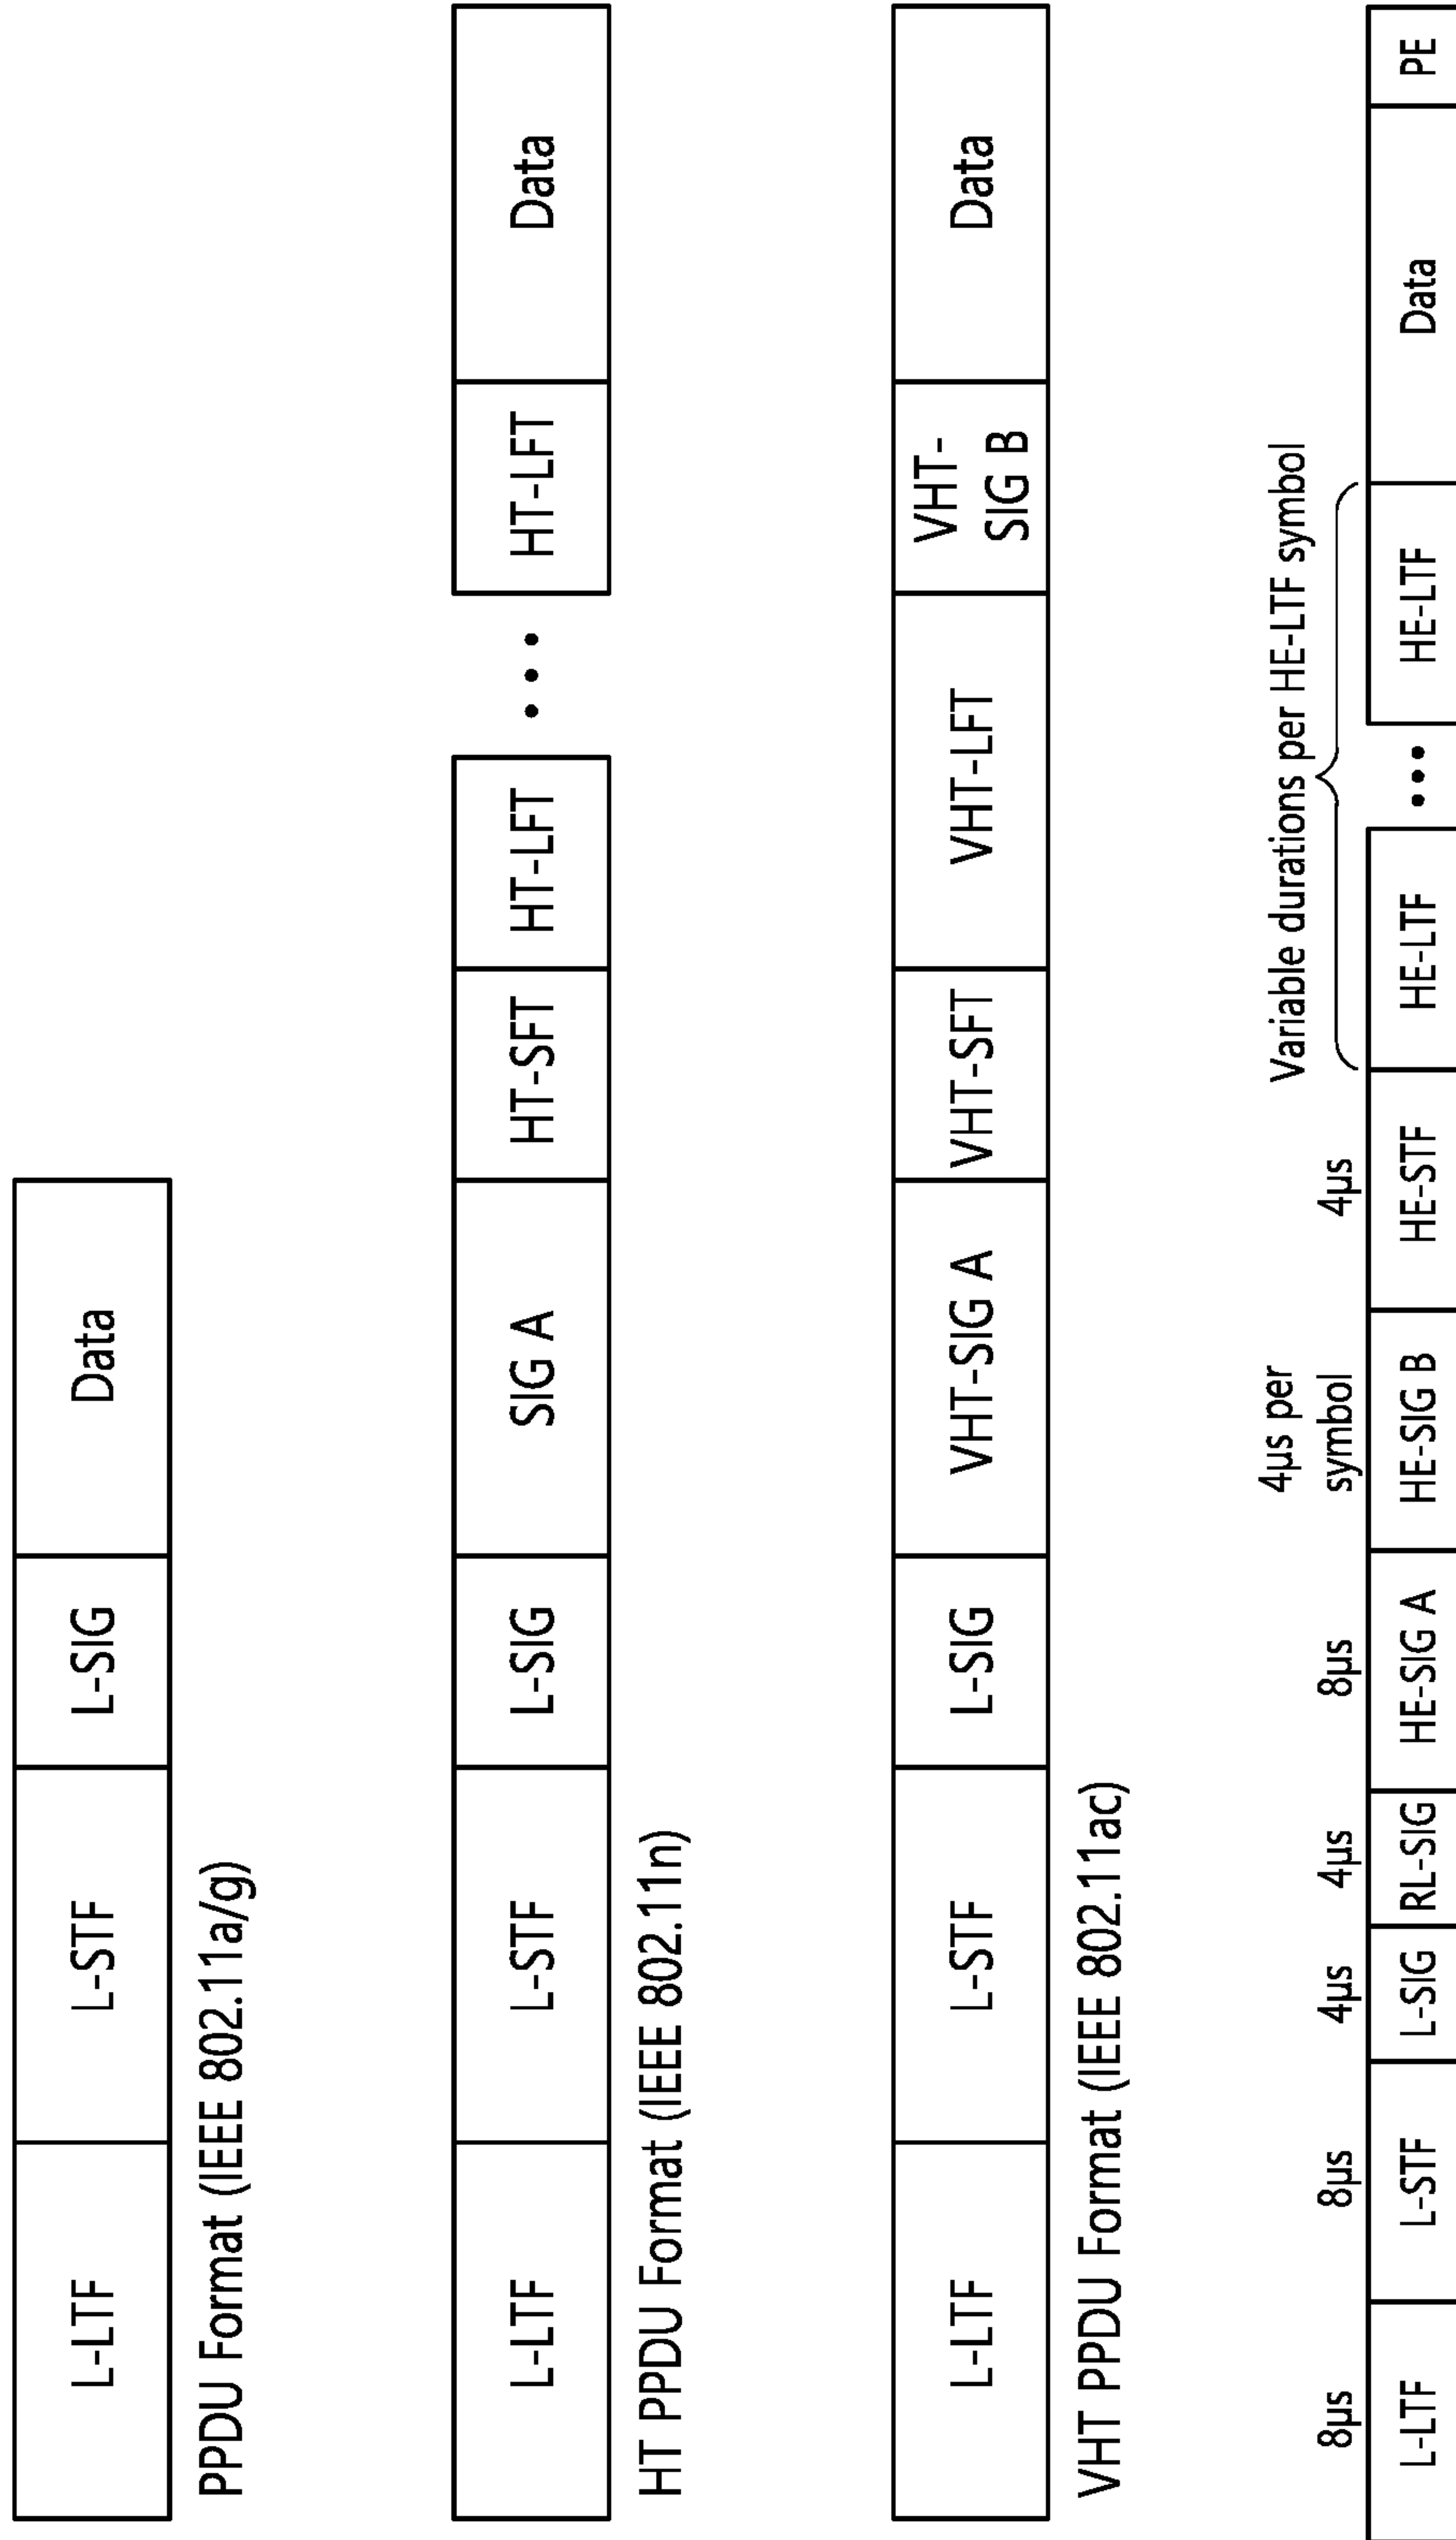 L-LTF
L-STF
L-SIG
Data
PPDU Format (IEEE 802.11a/g)
L-LTF
L-STF
L-SIG
SIG A
HT-SFT
HT-LFT
•••
HT-LFT
Data
HT PPDU Format (IEEE 802.11n)
L-LTF
L-STF
L-SIG
VHT-SIG A
VHT-SFT
VHT-LFT
VHT-
SIG B
Data
VHT PPDU Format (IEEE 802.11ac)
8μs
8μs
4μs
4μs
8μs
4μs per
symbol
4μs
Variable durations per HE-LTF symbol
L-LTF
L-STF
L-SIG
RL-SIG
HE-SIG A
HE-SIG B
HE-STF
HE-LTF
•••
HE-LTF
Data
PE